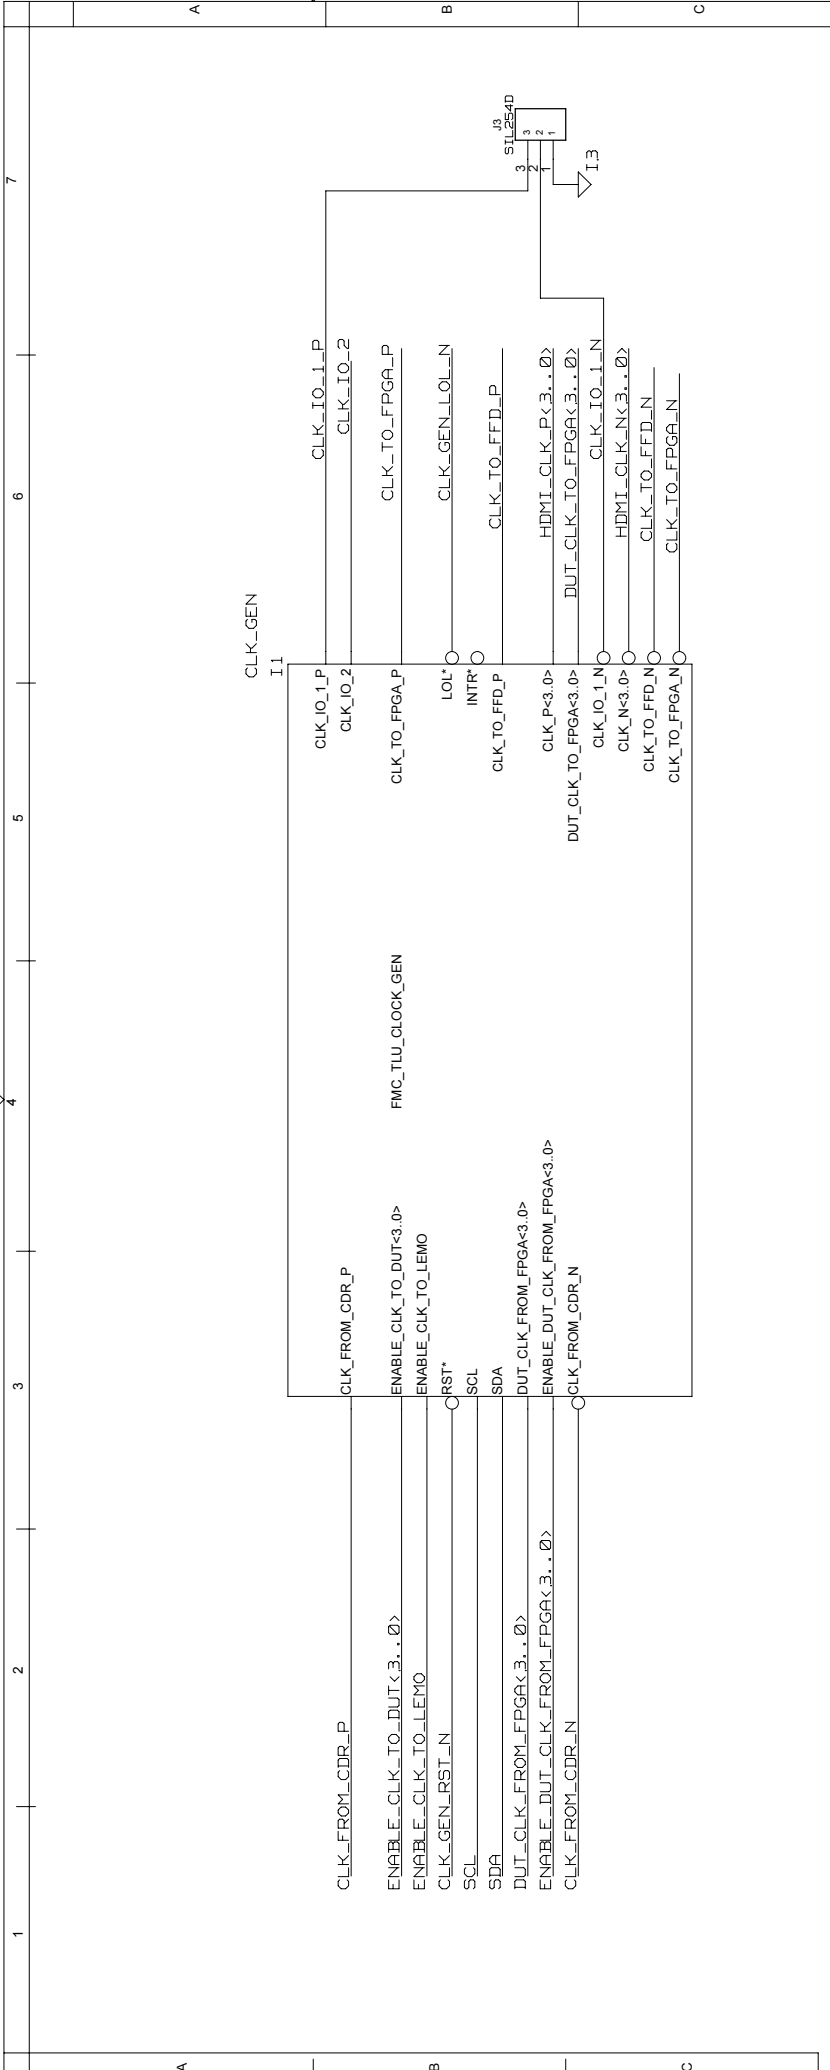 A
B
C
7
6
5
4
3
2
1
J3
SIL254D
3
2
1
3
2
1
I3
CLK_GEN
I1
CLK_IO_1_P
CLK_IO_2
CLK_TO_FPGA_P
CLK_GEN_LOL_N
CLK_TO_FFD_P
HDMI_CLK_P<3..0>
DUT_CLK_TO_FPGA<3..0>
CLK_IO_1_N
HDMI_CLK_N<3..0>
CLK_TO_FFD_N
CLK_TO_FPGA_N
CLK_IO_1_P
CLK_IO_2
CLK_TO_FPGA_P
LOL*
INTR*
CLK_TO_FFD_P
CLK_P<3..0>
DUT_CLK_TO_FPGA<3..0>
CLK_IO_1_N
CLK_N<3..0>
CLK_TO_FFD_N
CLK_TO_FPGA_N
FMC_TLU_CLOCK_GEN
CLK_FROM_CDR_P
ENABLE_CLK_TO_DUT<3..0>
ENABLE_CLK_TO_LEMO
RST*
SCL
SDA
DUT_CLK_FROM_FPGA<3..0>
ENABLE_DUT_CLK_FROM_FPGA<3..0>
CLK_FROM_CDR_N
CLK_FROM_CDR_P
ENABLE_CLK_TO_DUT<3..0>
ENABLE_CLK_TO_LEMO
CLK_GEN_RST_N
SCL
SDA
DUT_CLK_FROM_FPGA<3..0>
ENABLE_DUT_CLK_FROM_FPGA<3..0>
CLK_FROM_CDR_N
A
B
C